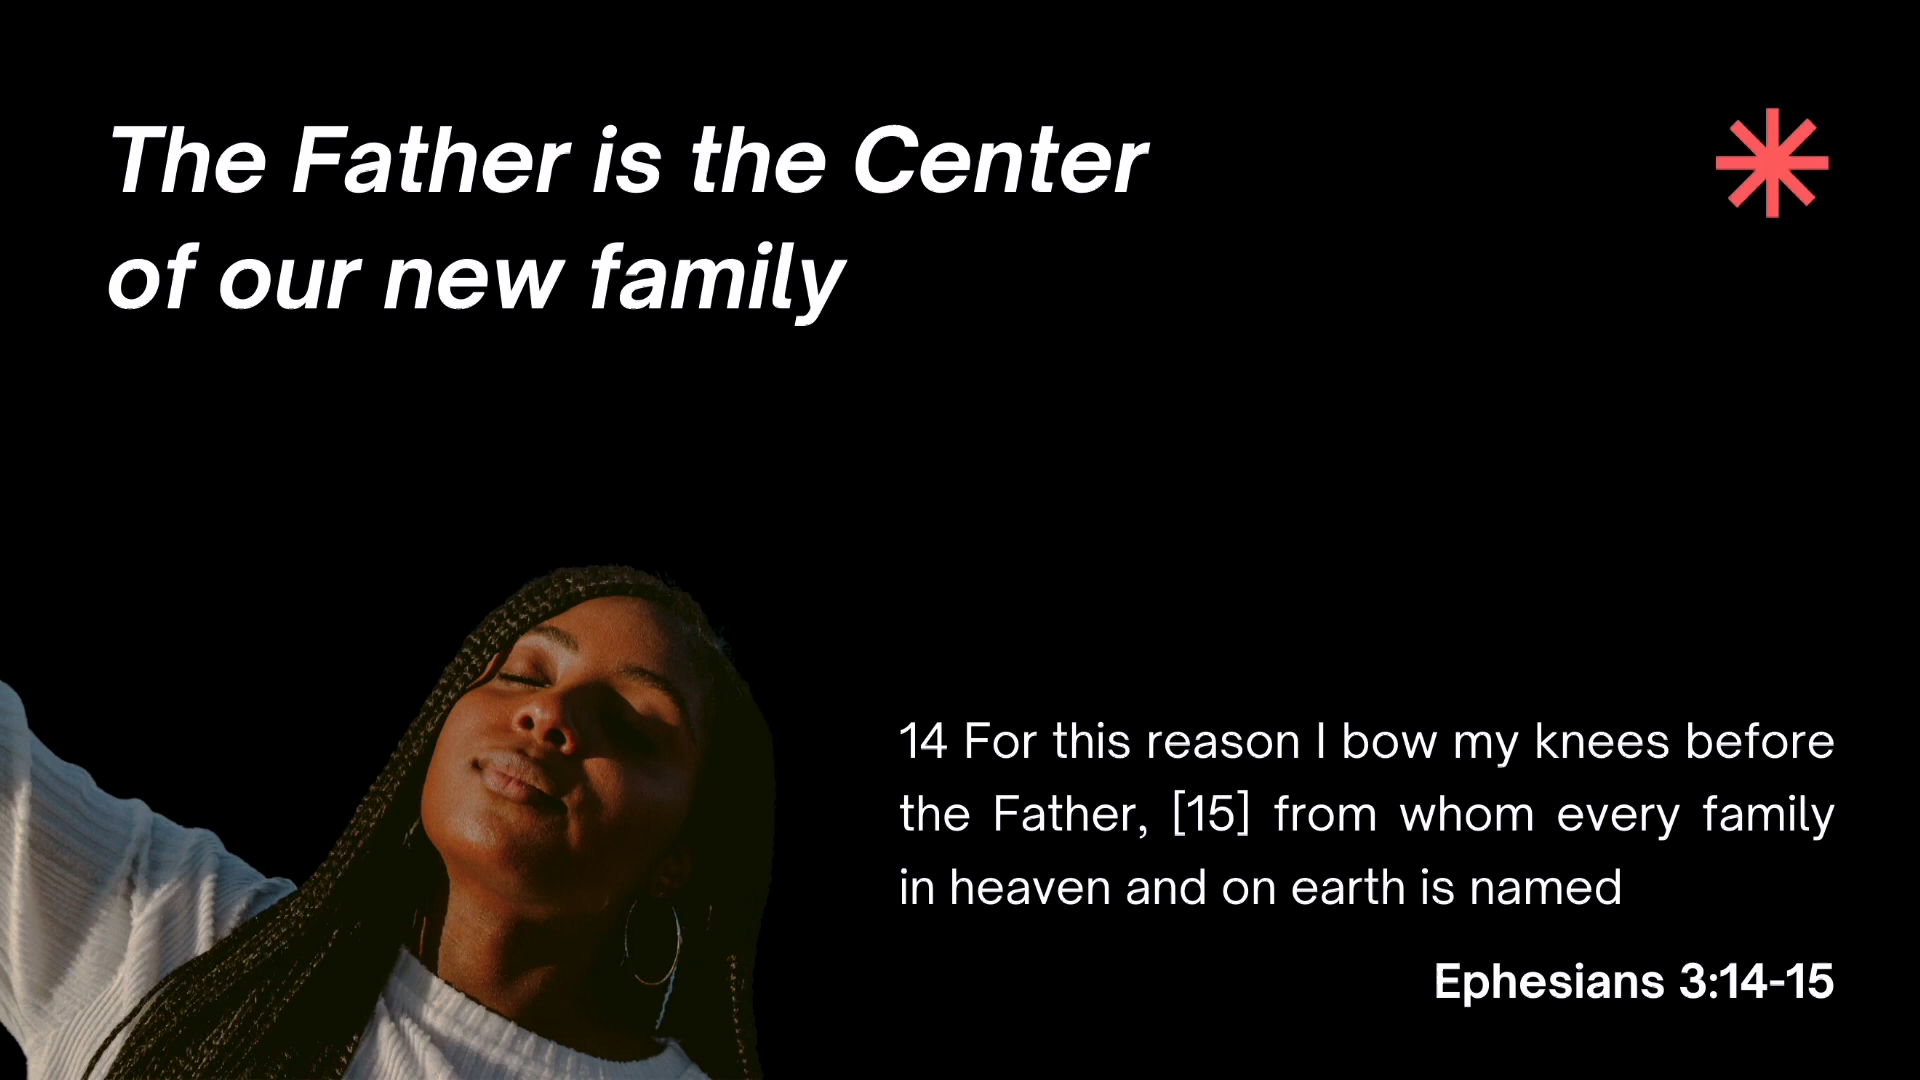 The Father is the Center
of our new family
14 For this reason I bow my knees before
the Father, [15] from whom every family
in heaven and on earth is named
Ephesians 3:14-15